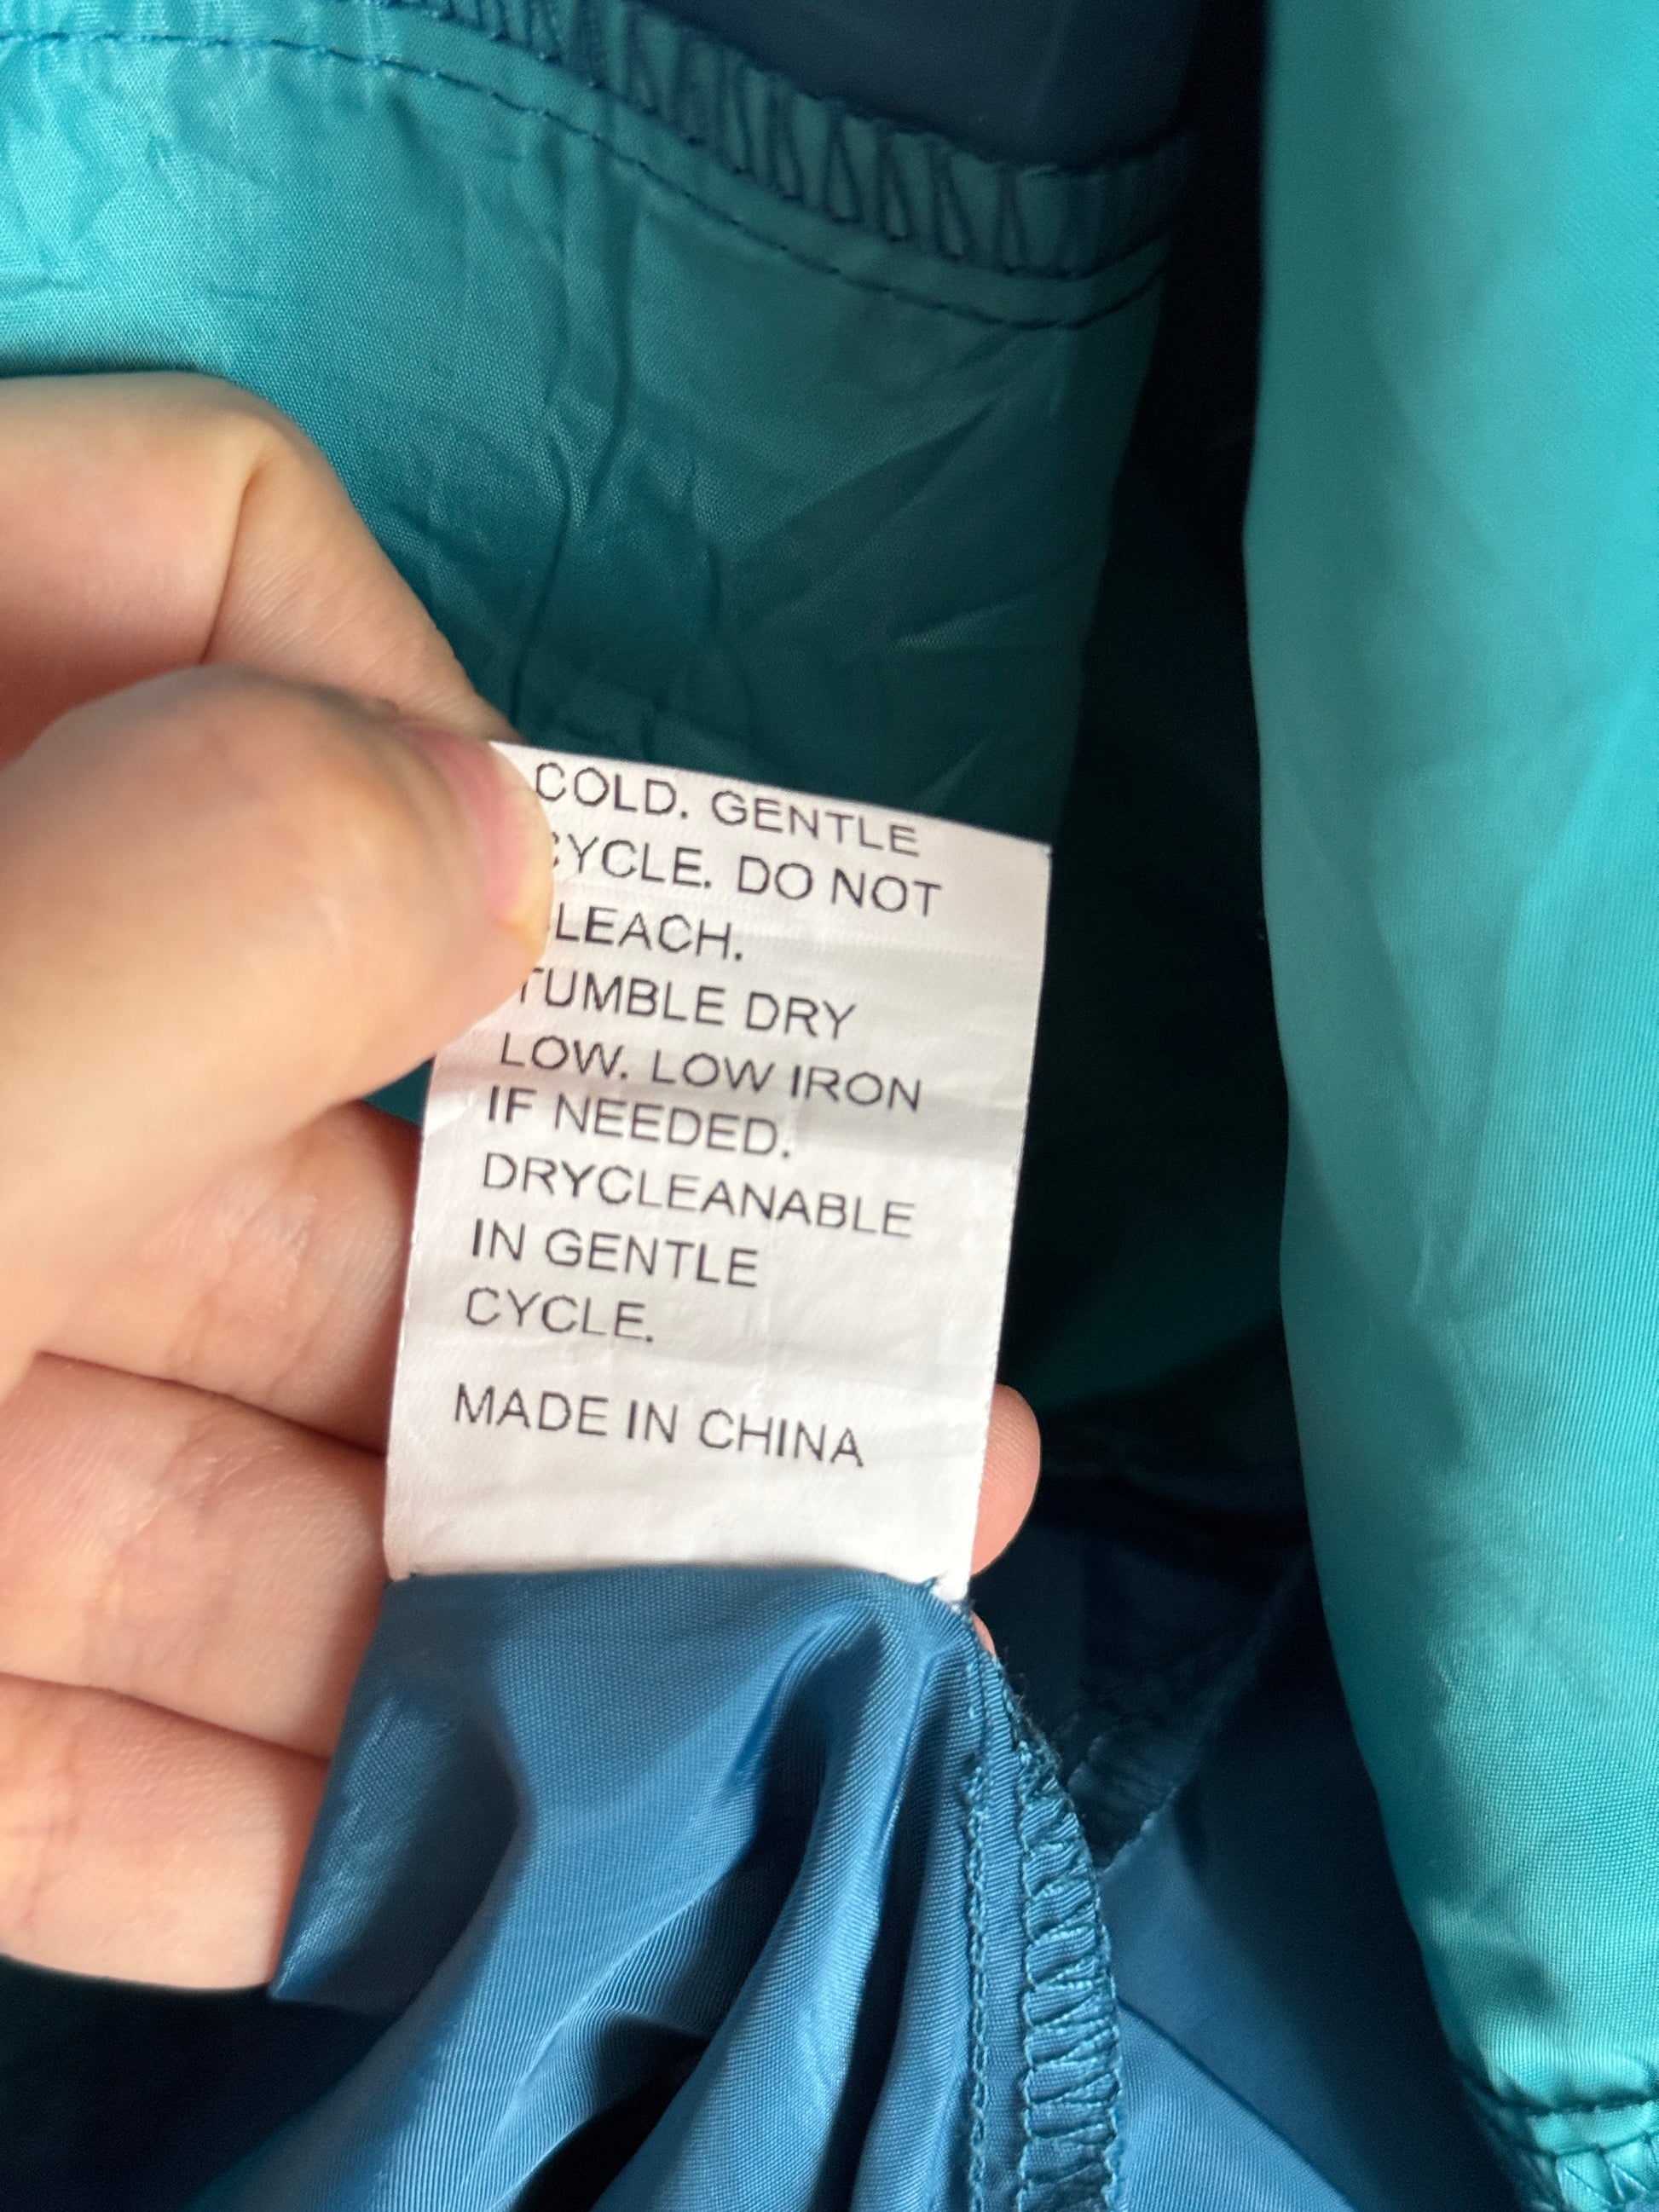 COLD. GENTLE
CYCLE. DO NOT
BLEACH.
TUMBLE DRY
LOW. LOW IRON
IF NEEDED.
DRYCLEANABLE
IN GENTLE
CYCLE.
MADE IN CHINA